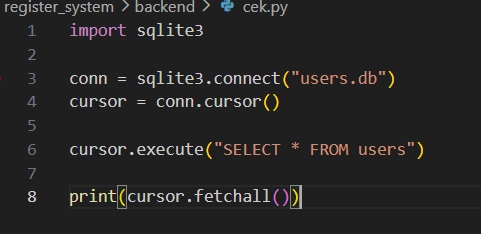 register_system > backend > cek.py
1 import sqlite3
2
3 conn = sqlite3.connect("users.db")
4 cursor = conn.cursor()
5
6 cursor.execute("SELECT * FROM users")
7
8 print(cursor.fetchall())